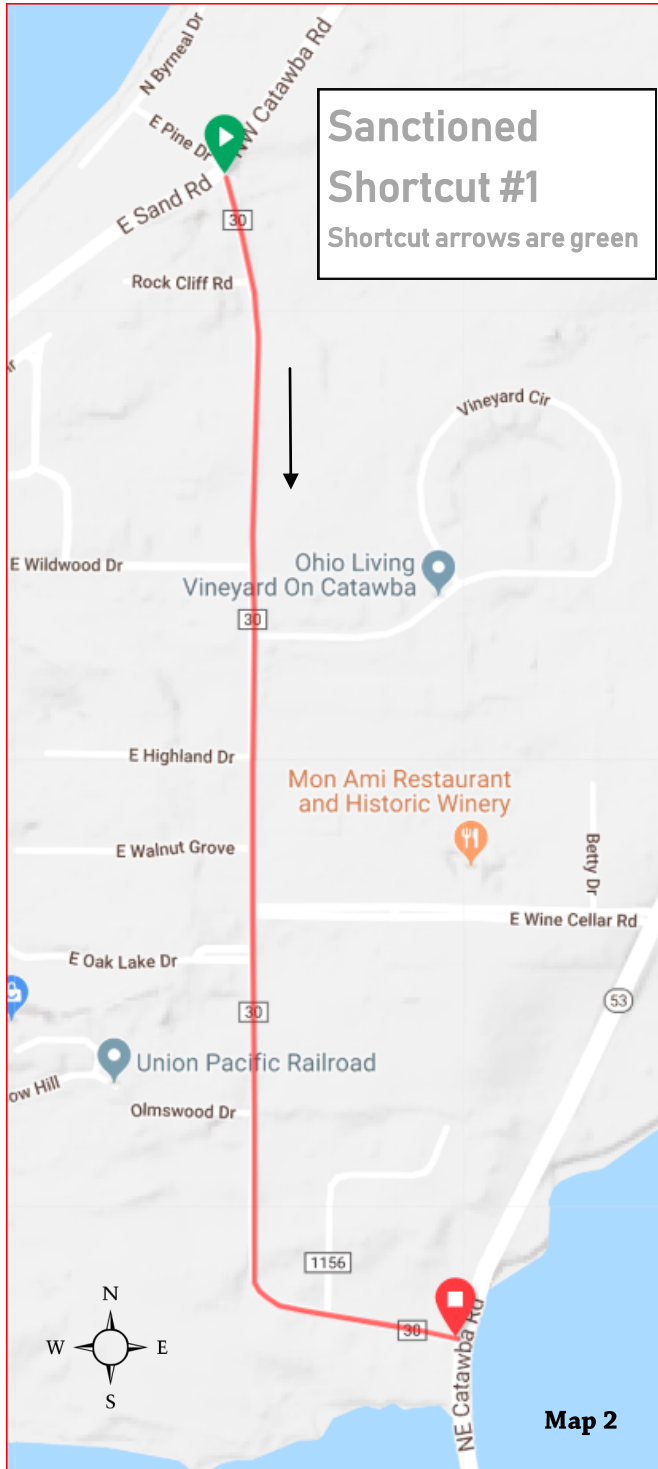 N Byrneal Dr
NW Catawba Rd
E Pine Dr
Sanctioned
Shortcut #1
Shortcut arrows are green
E Sand Rd
30
Rock Cliff Rd
Vineyard Cir
E Wildwood Dr
Ohio Living
Vineyard On Catawba
30
E Highland Dr
Mon Ami Restaurant
and Historic Winery
E Walnut Grove
Betty Dr
E Wine Cellar Rd
E Oak Lake Dr
53
30
Union Pacific Railroad
ow Hill
Olmswood Dr
1156
30
NE Catawba Rd
N
W
E
S
Map 2